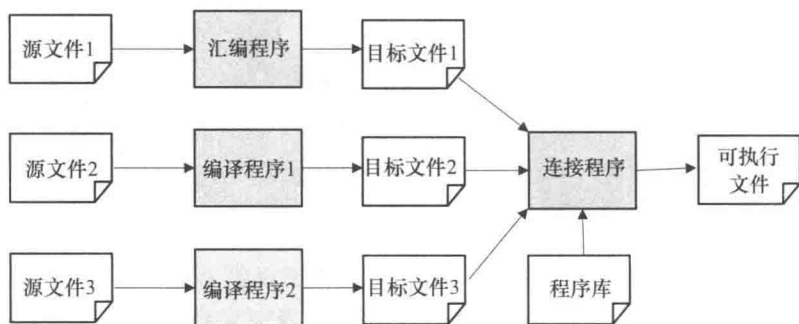 源文件1
汇编程序
目标文件1
源文件2
编译程序1
目标文件2
连接程序
可执行
文件
源文件3
编译程序2
目标文件3
程序库